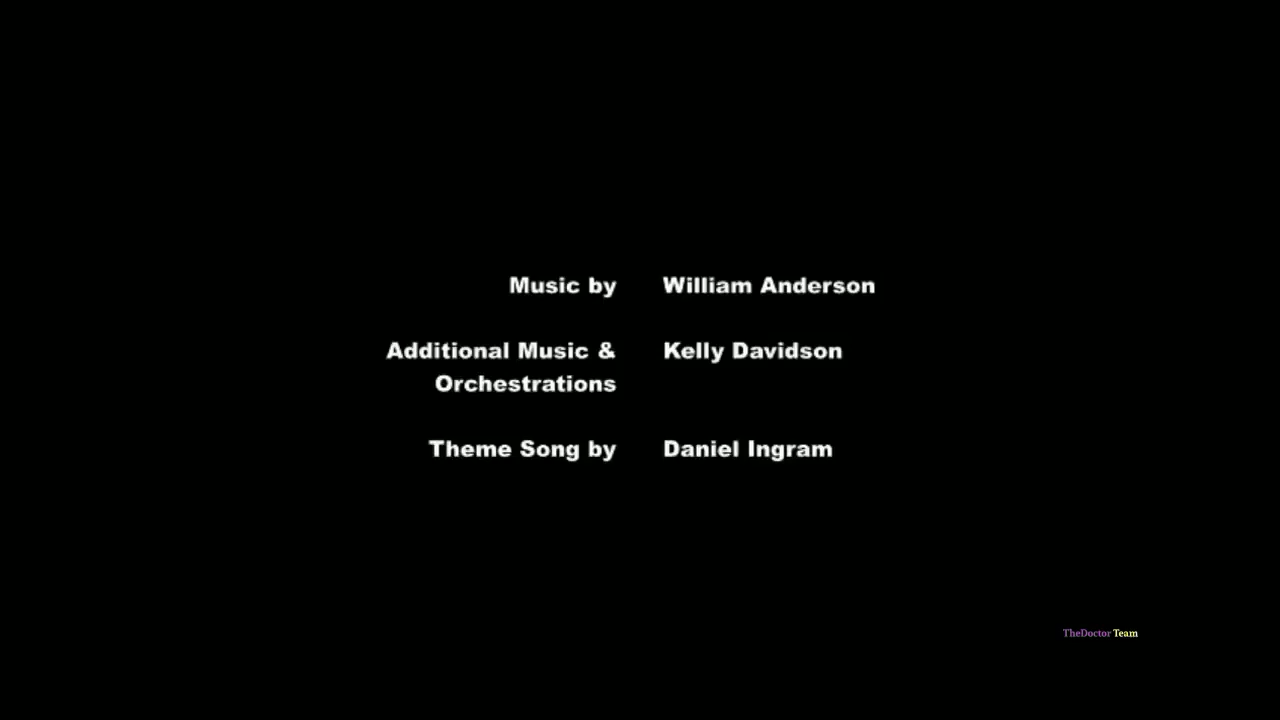 Music by William Anderson
Additional Music & Kelly Davidson
Orchestrations
Theme Song by Daniel Ingram
TheDoctor Team